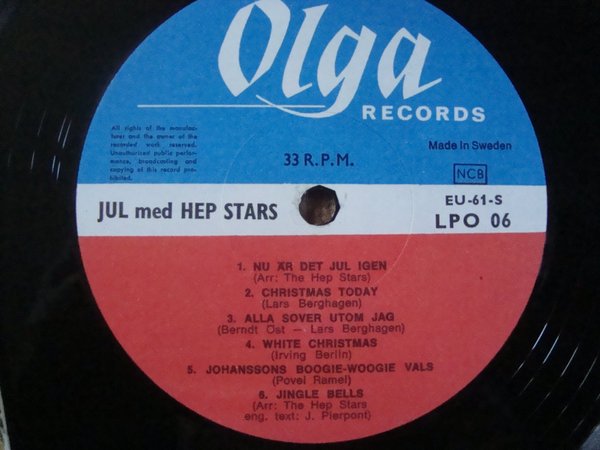 Olga
RECORDS
All rights of the manufac-
turer and the owner of the
recorded work reserved.
Unauthorised public perfor-
mance, broadcasting and
copying of this record pro-
hibited.
33 R.P.M.
Made In Sweden
NCB
JUL med HEP STARS
EU-61-S
LPO 06
1. NU ÄR DET JUL IGEN
(Arr: The Hep Stars)
2. CHRISTMAS TODAY
(Lars Berghagen)
3. ALLA SOVER UTOM JAG
(Berndt Öst — Lars Berghagen)
4. WHITE CHRISTMAS
(Irving Berlin)
5. JOHANSSONS BOOGIE-WOOGIE VALS
(Povel Ramel)
6. JINGLE BELLS
(Arr: The Hep Stars
eng. text: J. Pierpont)